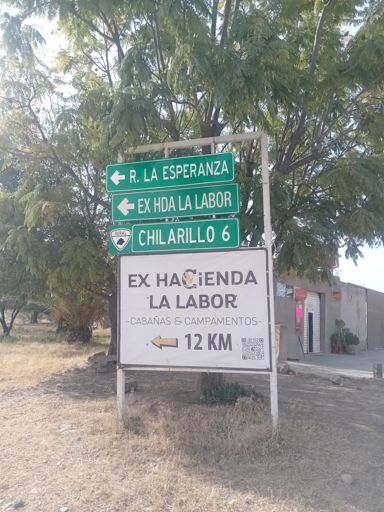 R. LA ESPERANZA
EX HDA LA LABOR
CHILARILLO 6
EX HACiENDA
LA LABOR
-CABAÑAS & CAMPAMENTOS-
12 KM